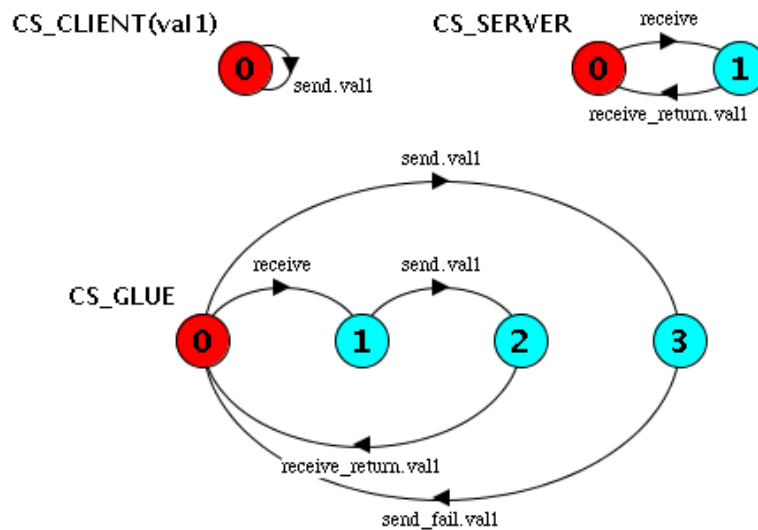 CS_CLIENT(val1)
0
send.val1
CS_SERVER
receive
0
1
receive_return.val1
send.val1
receive
send.val1
CS_GLUE
0
1
2
3
receive_return.val1
send_fail.val1